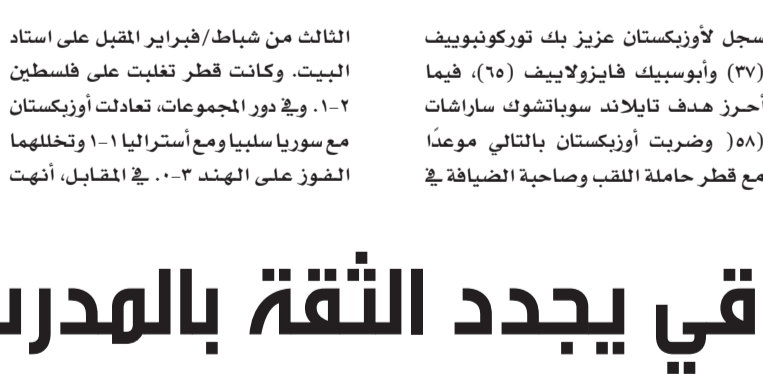 سجل لأوزبكستان عزيز بك توركونبوييف
(٣٧) وأبوسبيك فايزولاييف (٦٥)، فيما
أحرز هدف تايلاند سوباتشوك ساراشات
(٥٨( وضربت أوزبكستان بالتالي موعدًا
مع قطر حاملة اللقب وصاحبة الضيافة في
الثالث من شباط/فبراير المقبل على استاد
البيت. وكانت قطر تغلبت على فلسطين
٢-١. وفي دور المجموعات، تعادلت أوزبكستان
مع سوريا سلبيا ومع أستراليا ١-١ وتخللهما
الفوز على الهند ٣-٠. في المقابل، أنهت
قي يجدد الثقة بالمدر